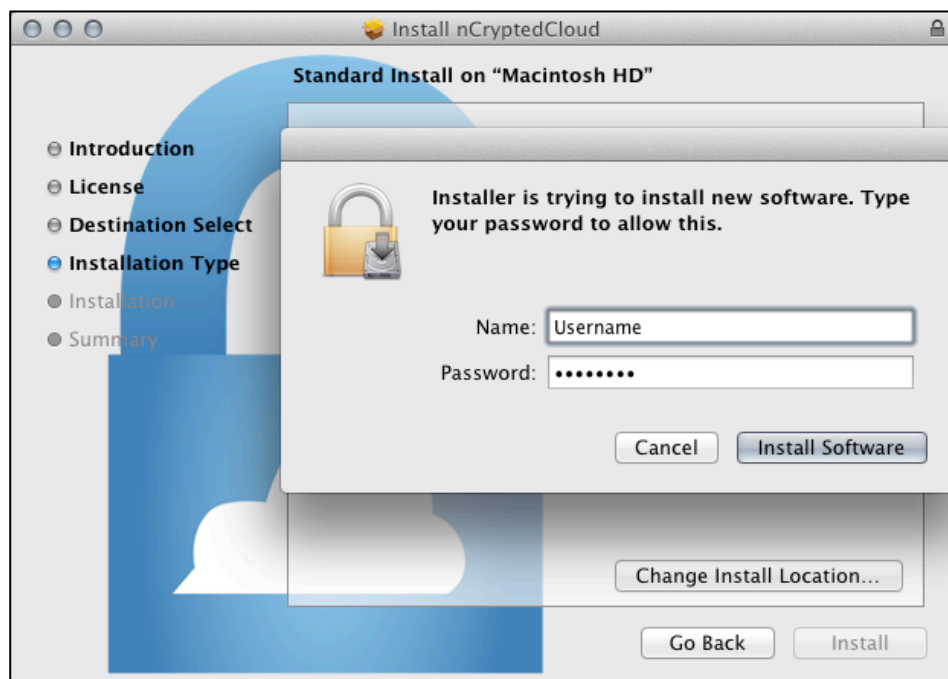 Install nCryptedCloud
Standard Install on “Macintosh HD”
Introduction
License
Destination Select
Installation Type
Installation
Summary
Installer is trying to install new software. Type
your password to allow this.
Name: Username
Password: ••••••••
Cancel
Install Software
Change Install Location...
Go Back
Install